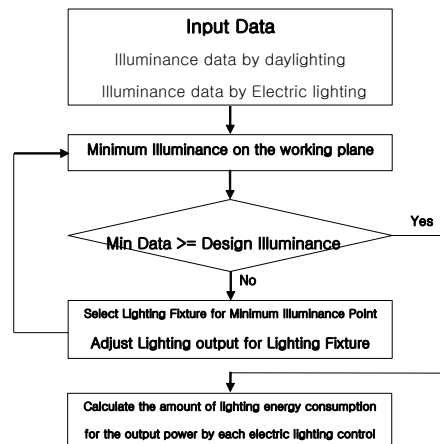 Input Data
Illuminance data by daylighting
Illuminance data by Electric lighting
Minimum Illuminance on the working plane
Min Data >= Design Illuminance
Yes
No
Select Lighting Fixture for Minimum Illuminance Point
Adjust Lighting output for Lighting Fixture
Calculate the amount of lighting energy consumption
for the output power by each electric lighting control